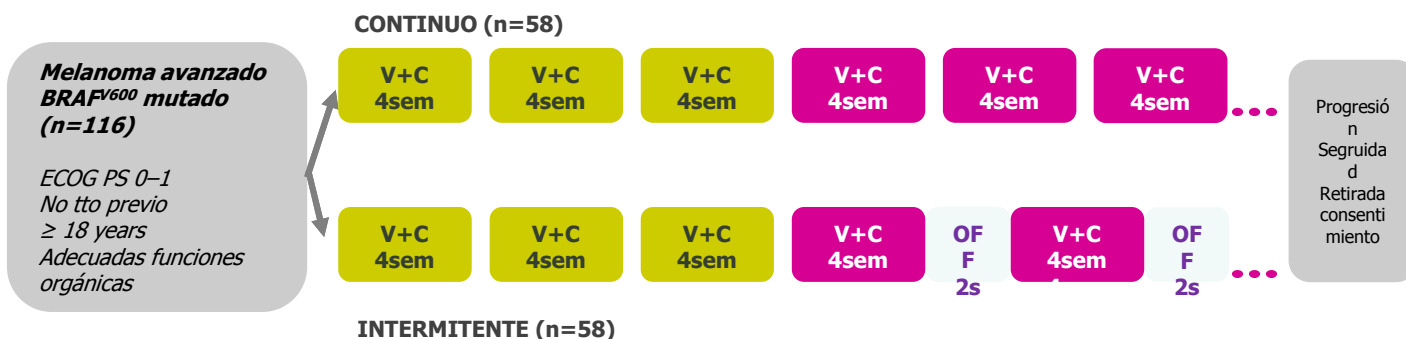 CONTINUO (n=58)
Melanoma avanzado
BRAFV600 mutado
(n=116)
ECOG PS 0–1
No tto previo
≥ 18 years
Adecuadas funciones
orgánicas
V+C
4sem
V+C
4sem
V+C
4sem
V+C
4sem
V+C
4sem
V+C
4sem
V+C
4sem
V+C
4sem
V+C
4sem
V+C
4sem
OF
F
2s
V+C
4sem
OF
F
2s
Progresió
n
Segruida
d
Retirada
consenti
miento
INTERMITENTE (n=58)